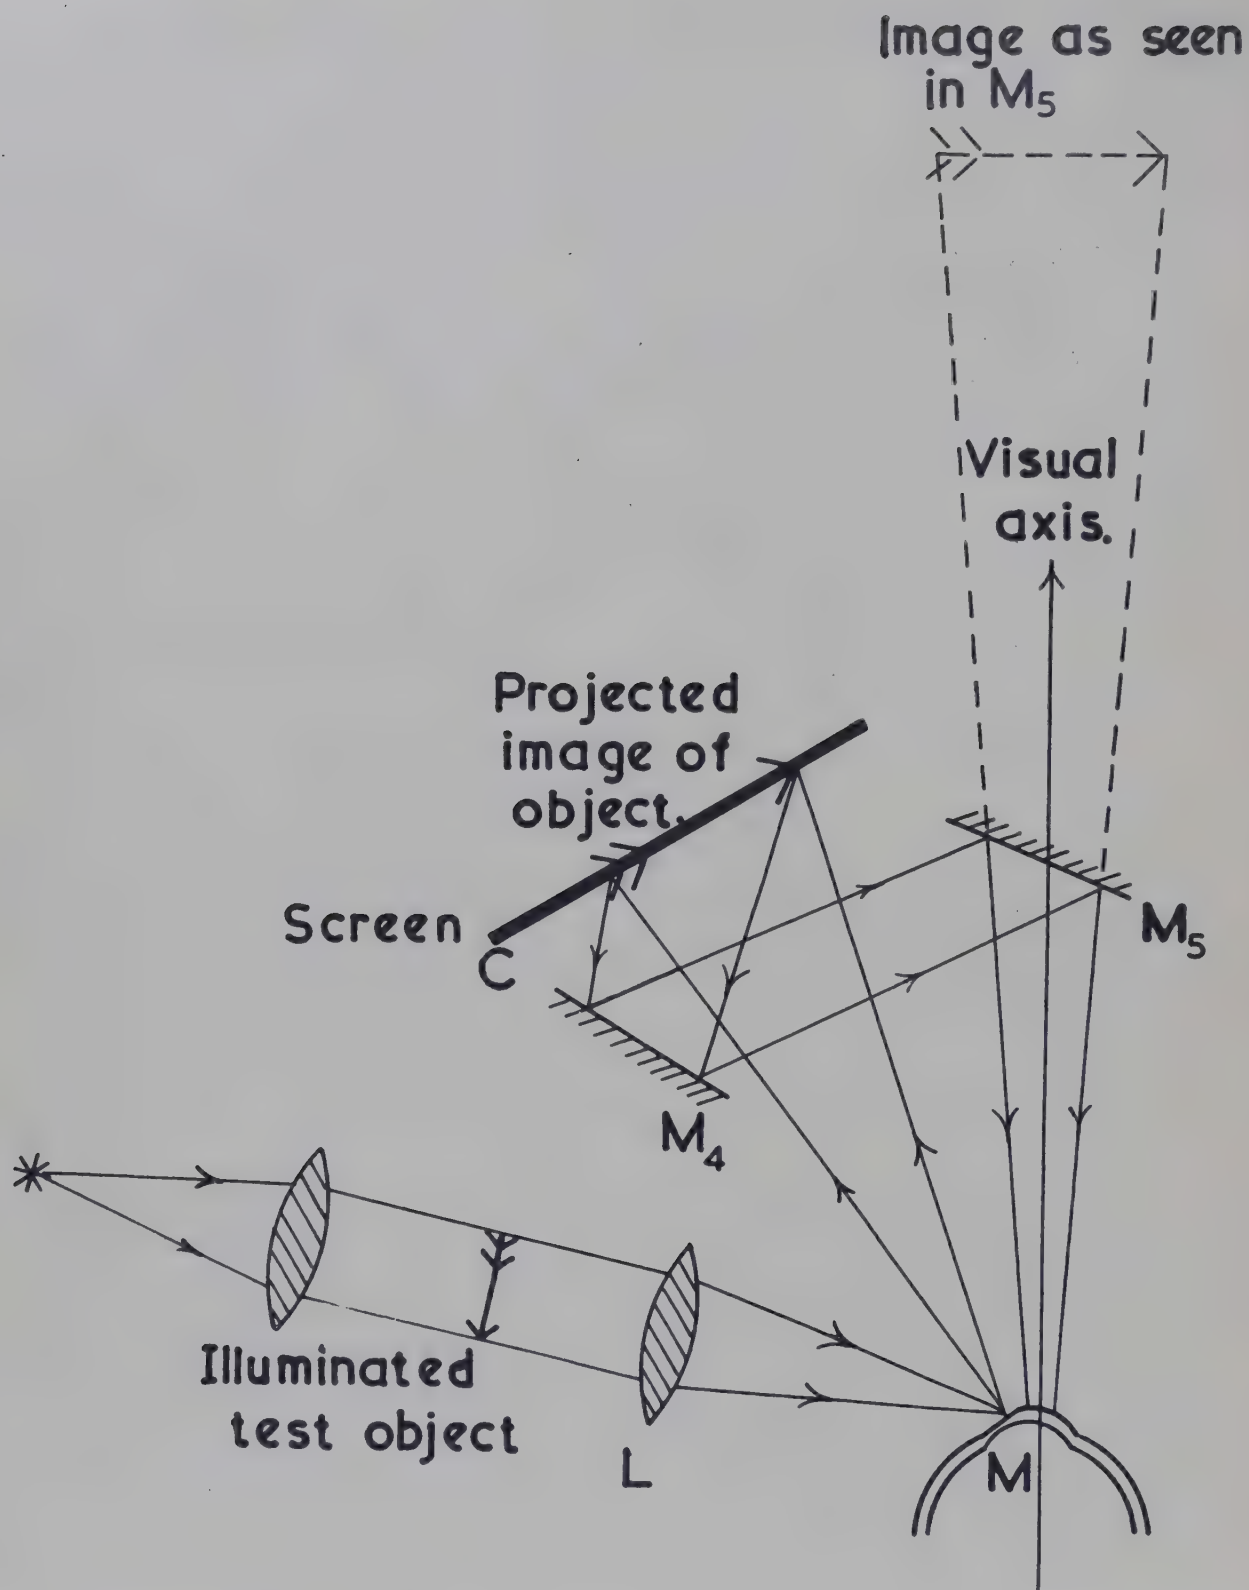 Image as seen
in M₅
Visual
axis.
Projected
image of
object.
Screen
C
M₅
M₄
Illuminated
test object
L
M